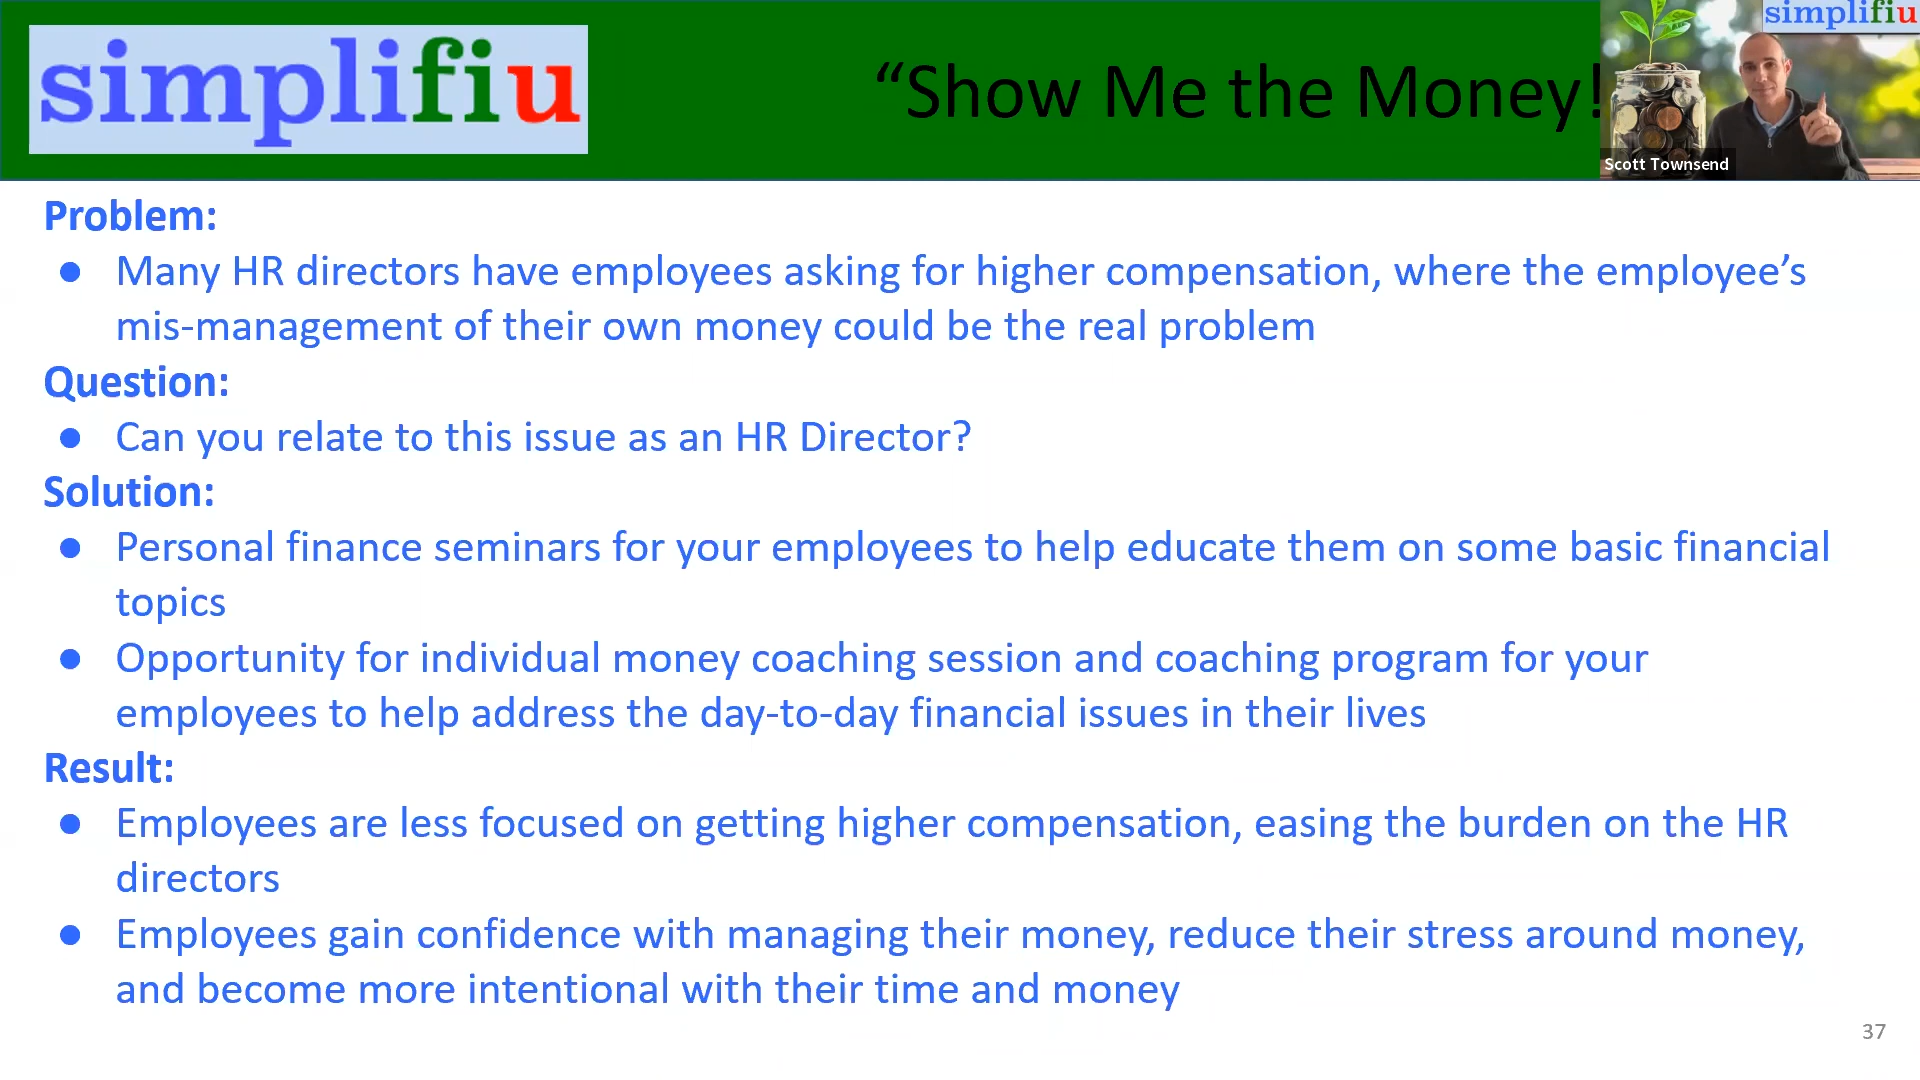 simplifiu
“Show Me the Money!
simplifiu
Scott Townsend
Problem:
● Many HR directors have employees asking for higher compensation, where the employee’s
mis-management of their own money could be the real problem
Question:
● Can you relate to this issue as an HR Director?
Solution:
● Personal finance seminars for your employees to help educate them on some basic financial
topics
● Opportunity for individual money coaching session and coaching program for your
employees to help address the day-to-day financial issues in their lives
Result:
● Employees are less focused on getting higher compensation, easing the burden on the HR
directors
● Employees gain confidence with managing their money, reduce their stress around money,
and become more intentional with their time and money
37